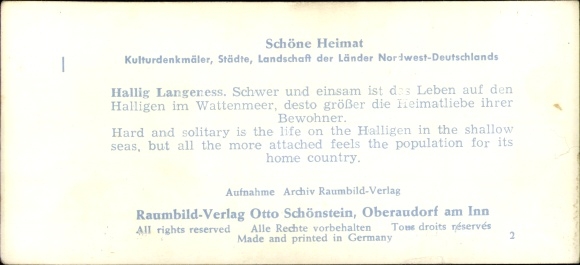 Schöne Heimat
Kulturdenkmäler, Städte, Landschaft der Länder Nordwest-Deutschlands
Hallig Langeness. Schwer und einsam ist das Leben auf den
Halligen im Wattenmeer, desto größer die Heimatliebe ihrer
Bewohner.
Hard and solitary is the life on the Halligen in the shallow
seas, but all the more attached feels the population for its
home country.
Aufnahme Archiv Raumbild-Verlag
Raumbild-Verlag Otto Schönstein, Oberaudorf am Inn
All rights reserved Alle Rechte vorbehalten Tous droits réservés
Made and printed in Germany 2